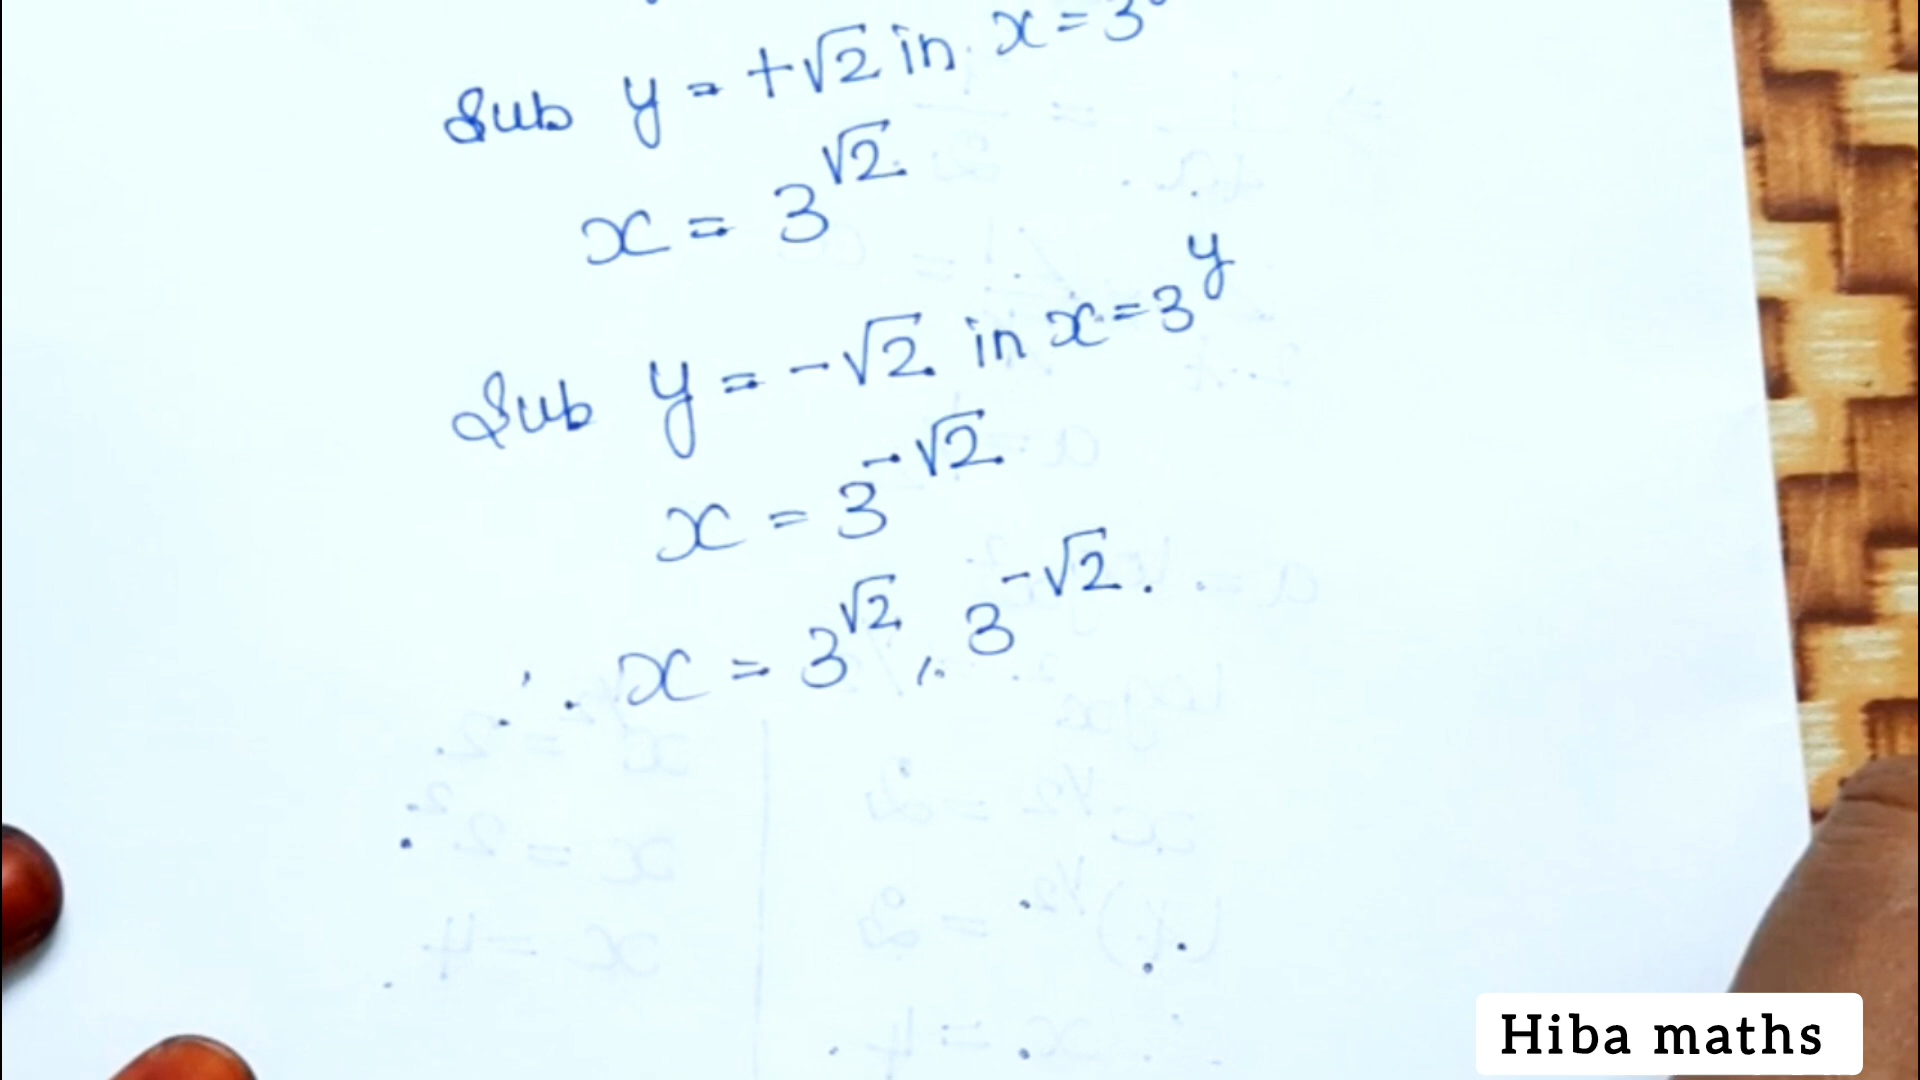 Sub y = +√2 in x = 3
x = 3^√2
Sub y = -√2 in x = 3^y
x = 3^-√2
∴ x = 3^√2, 3^-√2.
Hiba maths